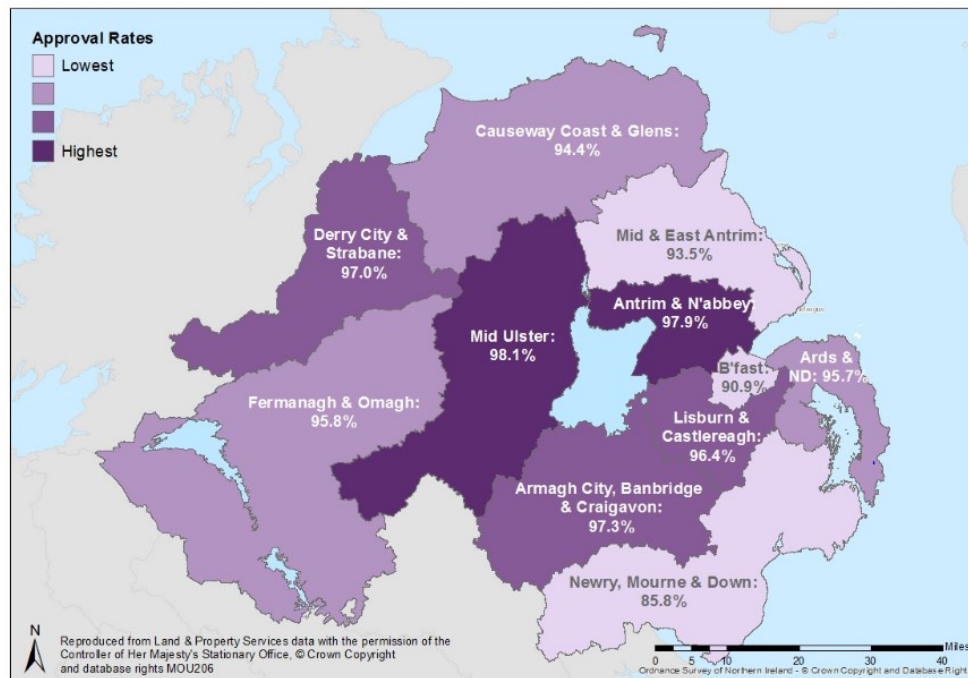 Approval Rates
Lowest
Highest
Causeway Coast & Glens:
94.4%
Derry City &
Strabane:
97.0%
Mid & East Antrim:
93.5%
Antrim & N'abbey:
97.9%
Mid Ulster:
98.1%
B'fast:
90.9%
Ards &
ND: 95.7%
Fermanagh & Omagh:
95.8%
Lisburn &
Castlereagh:
96.4%
Armagh City, Banbridge
& Craigavon:
97.3%
Newry, Mourne & Down:
85.8%
N
Reproduced from Land & Property Services data with the permission of the
Controller of Her Majesty's Stationary Office, © Crown Copyright
and database rights MOU206
Miles
0 5 10 20 30 40
Ordnance Survey of Northern Ireland - © Crown Copyright and Database Right